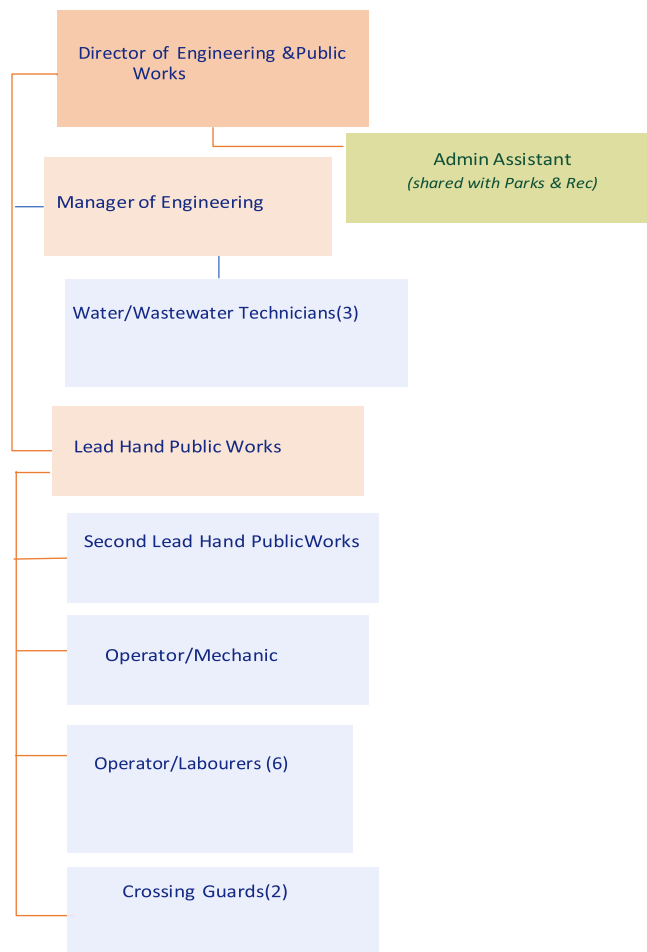 Director of Engineering &Public
Works
Admin Assistant
(shared with Parks & Rec)
Manager of Engineering
Water/Wastewater Technicians(3)
Lead Hand Public Works
Second Lead Hand PublicWorks
Operator/Mechanic
Operator/Labourers (6)
Crossing Guards(2)